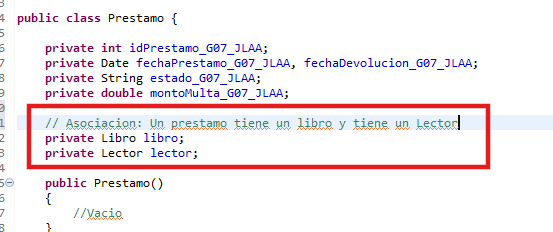 public class Prestamo {
private int idPrestamo_G07_JLAA;
private Date fechaPrestamo_G07_JLAA, fechaDevolucion_G07_JLAA;
private String estado_G07_JLAA;
private double montoMulta_G07_JLAA;
// Asociacion: Un prestamo tiene un libro y tiene un Lector
private Libro libro;
private Lector lector;
public Prestamo()
{
//Vacio
}